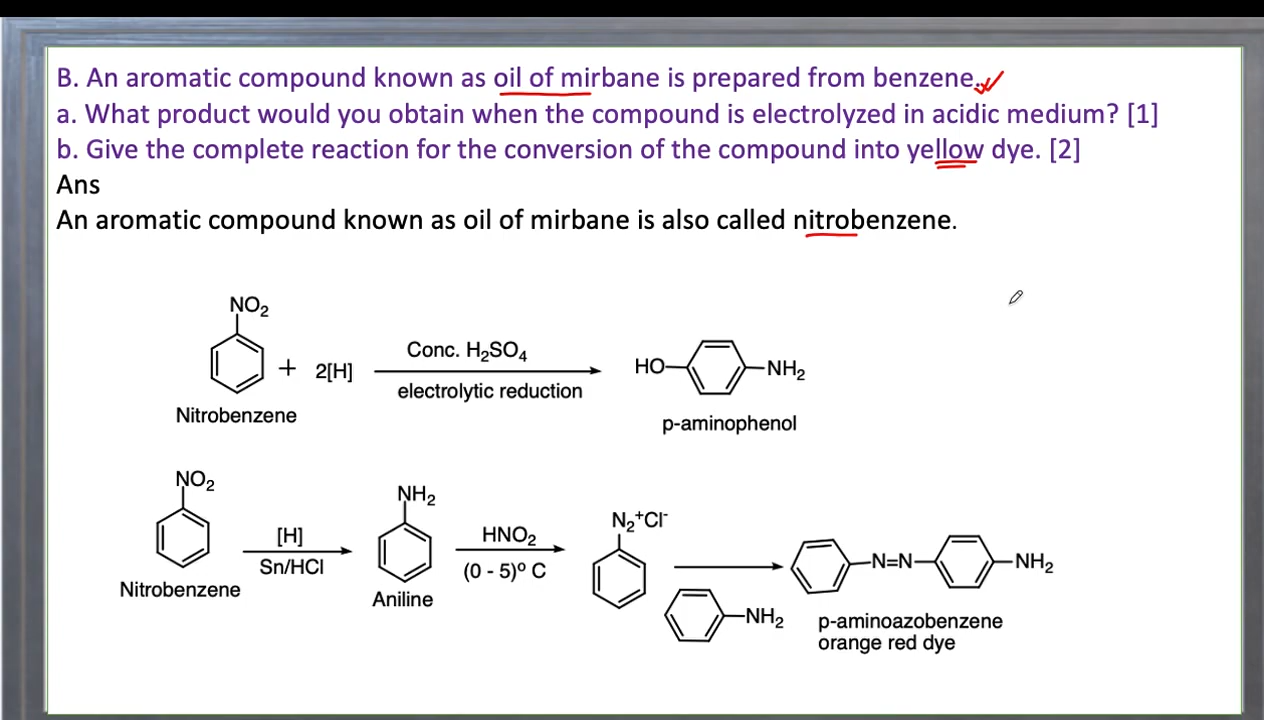 B. An aromatic compound known as oil of mirbane is prepared from benzene.
a. What product would you obtain when the compound is electrolyzed in acidic medium? [1]
b. Give the complete reaction for the conversion of the compound into yellow dye. [2]
Ans
An aromatic compound known as oil of mirbane is also called nitrobenzene.
NO₂
+ 2[H]
Conc. H₂SO₄
electrolytic reduction
HO
NH₂
Nitrobenzene
p-aminophenol
NO₂
[H]
Sn/HCl
Nitrobenzene
NH₂
Aniline
HNO₂
(0 - 5)⁰ C
N₂⁺Cl⁻
NH₂
N=N
NH₂
p-aminoazobenzene
orange red dye